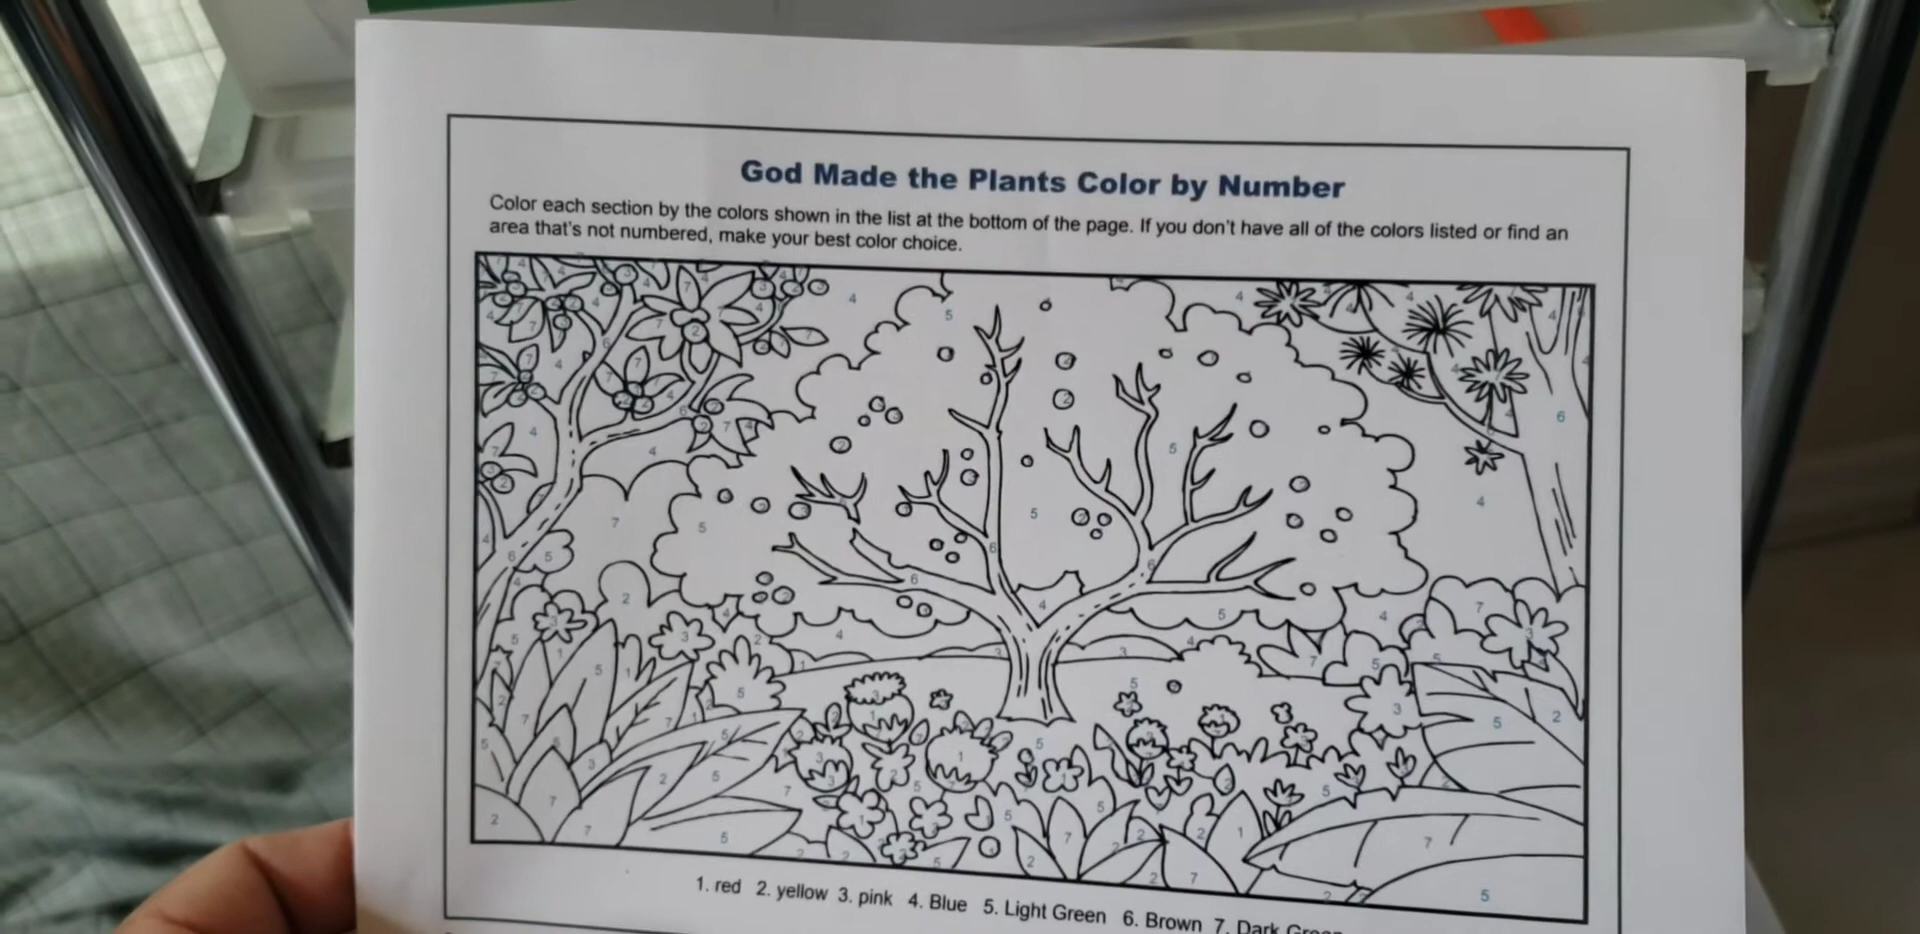 God Made the Plants Color by Number
Color each section by the colors shown in the list at the bottom of the page. If you don't have all of the colors listed or find an
area that's not numbered, make your best color choice.
1. red 2. yellow 3. pink 4. Blue 5. Light Green 6. Brown 7. Dark